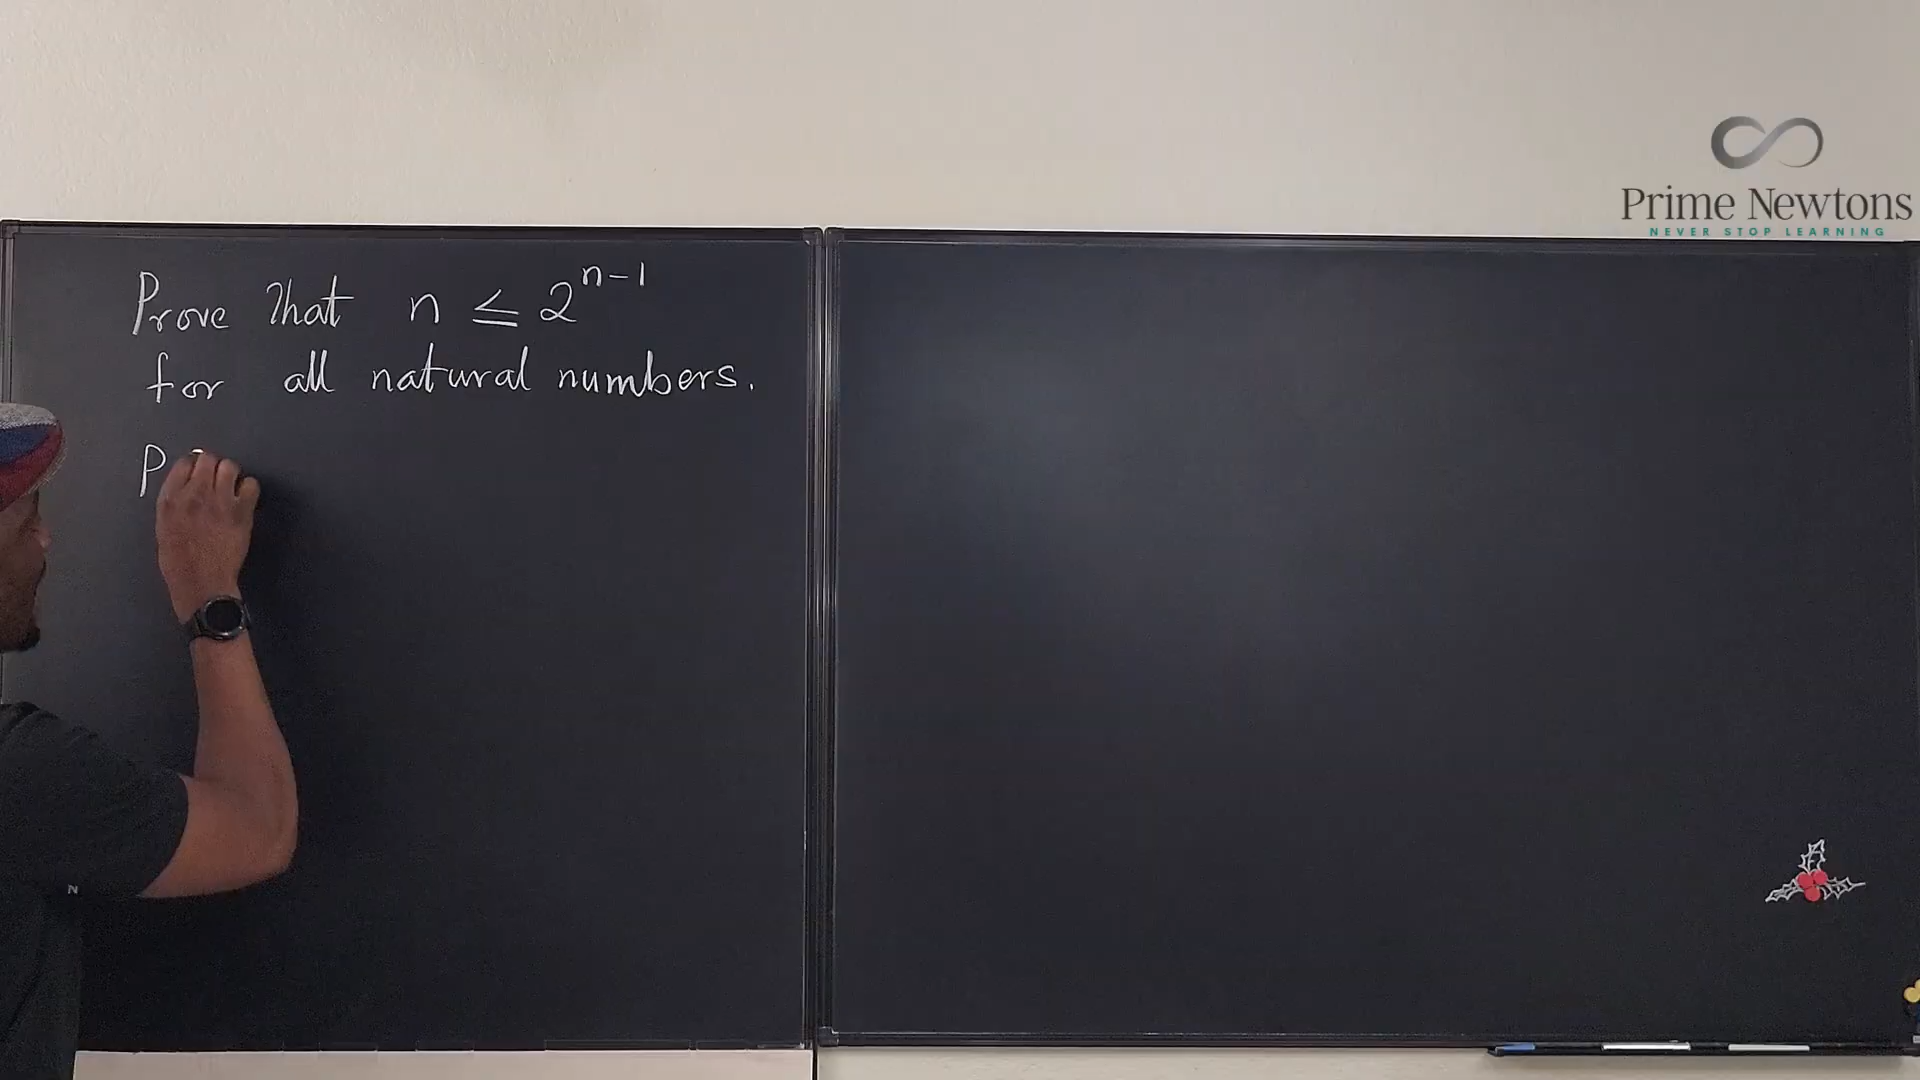 Prime Newtons
NEVER STOP LEARNING
Prove that n ≤ 2^{n-1}
for all natural numbers.
P
N